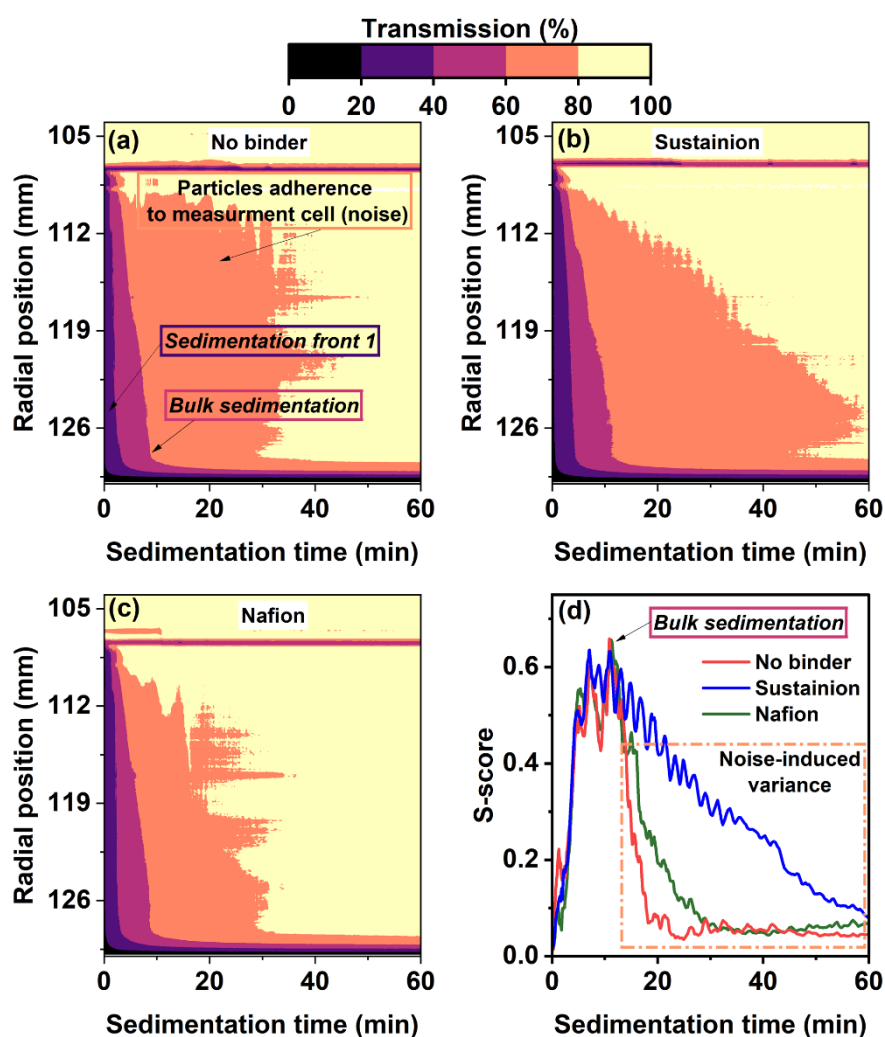 Transmission (%)
0 20 40 60 80 100
(a)
No binder
Particles adherence
to measurment cell (noise)
Sedimentation front 1
Bulk sedimentation
Radial position (mm)
105
112
119
126
0 20 40 60
Sedimentation time (min)
(b)
Sustainion
Radial position (mm)
105
112
119
126
0 20 40 60
Sedimentation time (min)
(c)
Nafion
Radial position (mm)
105
112
119
126
0 20 40 60
Sedimentation time (min)
(d)
Bulk sedimentation
No binder
Sustainion
Nafion
Noise-induced
variance
S-score
0.6
0.4
0.2
0.0
0 20 40 60
Sedimentation time (min)